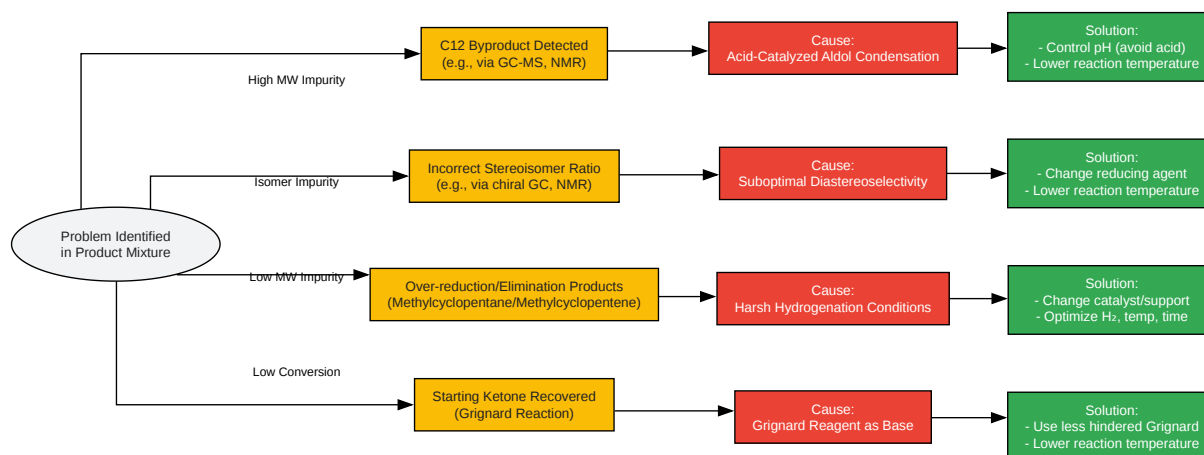 C12 Byproduct Detected
(e.g., via GC-MS, NMR)
Cause:
Acid-Catalyzed Aldol Condensation
Solution:
- Control pH (avoid acid)
- Lower reaction temperature
High MW Impurity
Incorrect Stereoisomer Ratio
(e.g., via chiral GC, NMR)
Cause:
Suboptimal Diastereoselectivity
Solution:
- Change reducing agent
- Lower reaction temperature
Isomer Impurity
Problem Identified
in Product Mixture
Low MW Impurity
Over-reduction/Elimination Products
(Methylcyclopentane/Methylcyclopentene)
Cause:
Harsh Hydrogenation Conditions
Solution:
- Change catalyst/support
- Optimize H₂, temp, time
Low Conversion
Starting Ketone Recovered
(Grignard Reaction)
Cause:
Grignard Reagent as Base
Solution:
- Use less hindered Grignard
- Lower reaction temperature